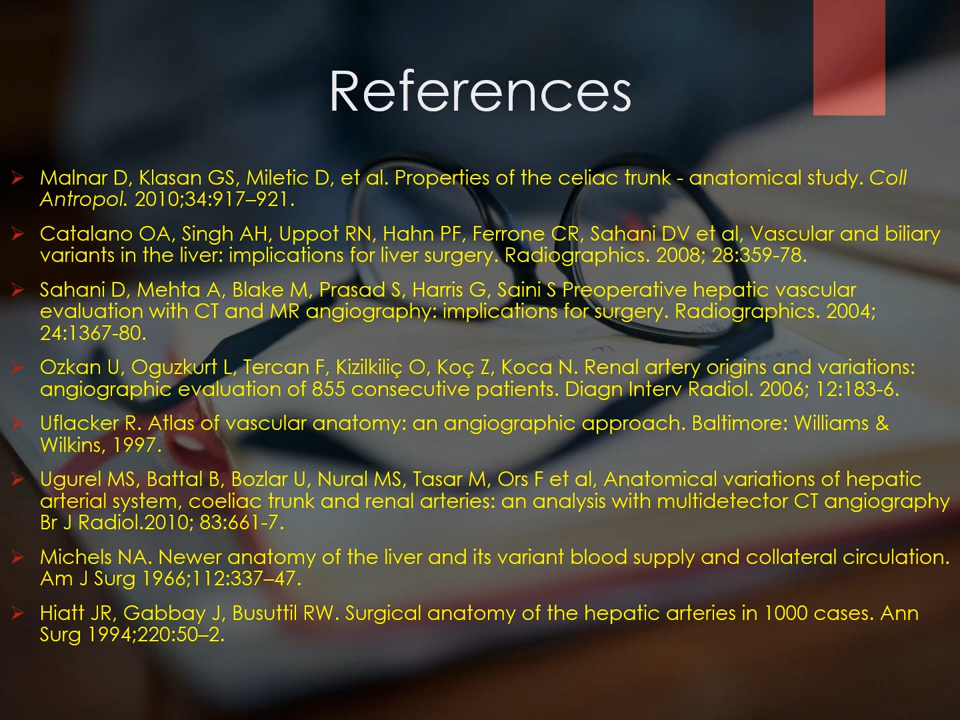 References
Malnar D, Klasan GS, Miletic D, et al. Properties of the celiac trunk - anatomical study. Coll
Antropol. 2010;34:917–921.
Catalano OA, Singh AH, Uppot RN, Hahn PF, Ferrone CR, Sahani DV et al, Vascular and biliary
variants in the liver: implications for liver surgery. Radiographics. 2008; 28:359-78.
Sahani D, Mehta A, Blake M, Prasad S, Harris G, Saini S Preoperative hepatic vascular
evaluation with CT and MR angiography: implications for surgery. Radiographics. 2004;
24:1367-80.
Ozkan U, Oguzkurt L, Tercan F, Kizilkiliç O, Koç Z, Koca N. Renal artery origins and variations:
angiographic evaluation of 855 consecutive patients. Diagn Interv Radiol. 2006; 12:183-6.
Uflacker R. Atlas of vascular anatomy: an angiographic approach. Baltimore: Williams &
Wilkins, 1997.
Ugurel MS, Battal B, Bozlar U, Nural MS, Tasar M, Ors F et al, Anatomical variations of hepatic
arterial system, coeliac trunk and renal arteries: an analysis with multidetector CT angiography
Br J Radiol.2010; 83:661-7.
Michels NA. Newer anatomy of the liver and its variant blood supply and collateral circulation.
Am J Surg 1966;112:337–47.
Hiatt JR, Gabbay J, Busuttil RW. Surgical anatomy of the hepatic arteries in 1000 cases. Ann
Surg 1994;220:50–2.